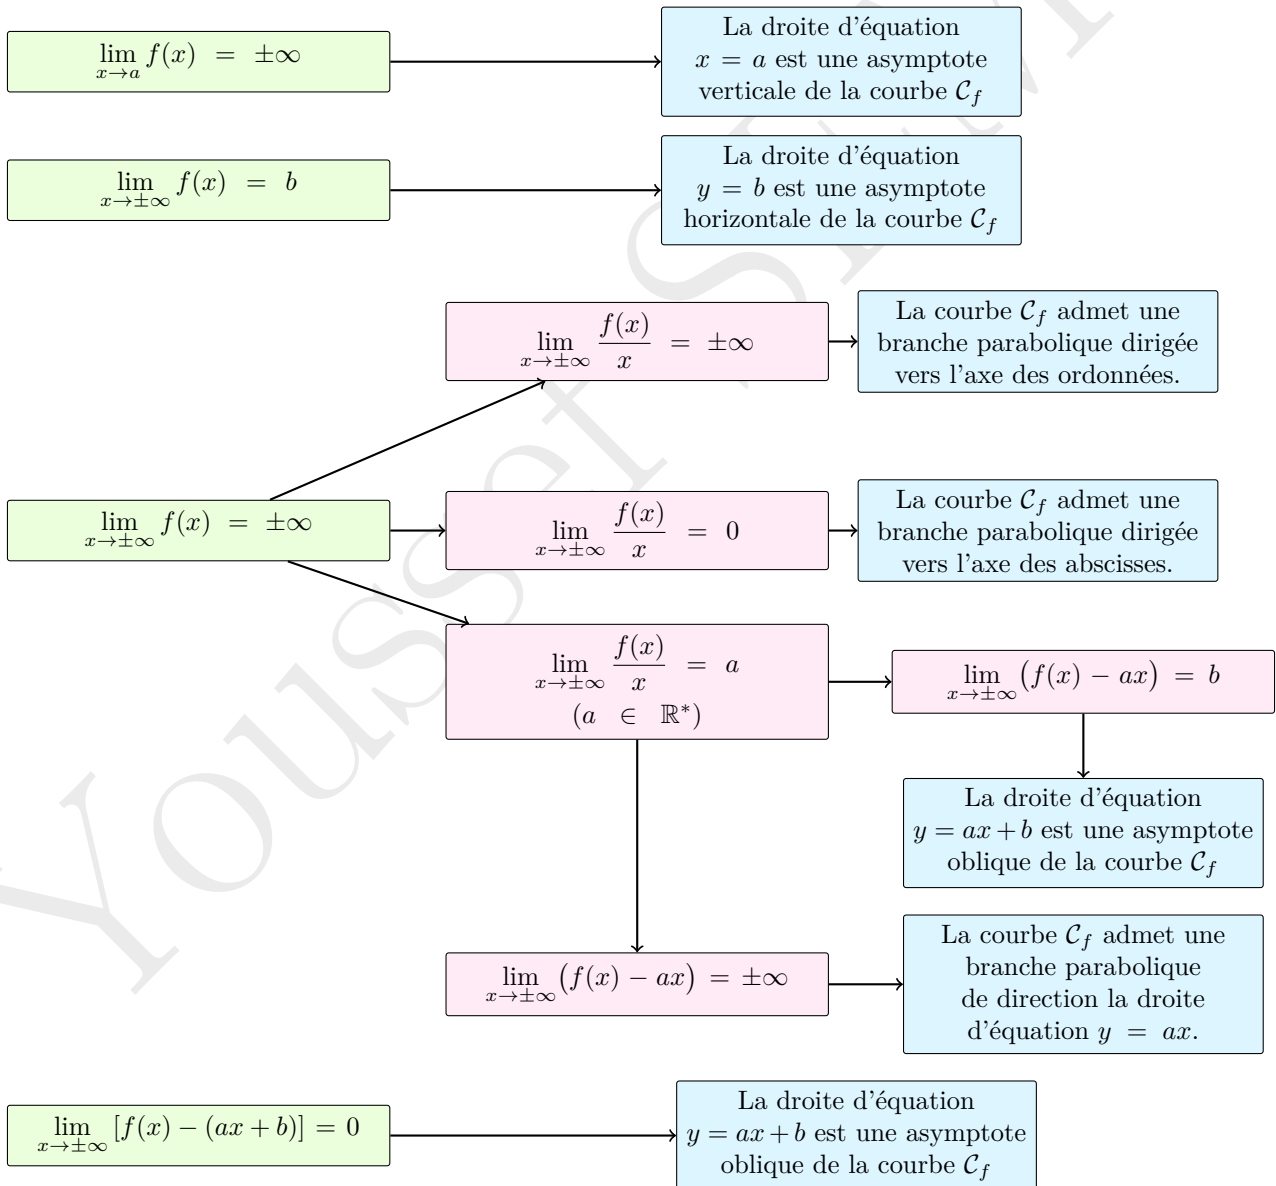 lim_{x→a} f(x) = ±∞
La droite d'équation
x = a est une asymptote
verticale de la courbe 𝒞_f
lim_{x→±∞} f(x) = b
La droite d'équation
y = b est une asymptote
horizontale de la courbe 𝒞_f
lim_{x→±∞} f(x)/x = ±∞
La courbe 𝒞_f admet une
branche parabolique dirigée
vers l'axe des ordonnées.
lim_{x→±∞} f(x) = ±∞
lim_{x→±∞} f(x)/x = 0
La courbe 𝒞_f admet une
branche parabolique dirigée
vers l'axe des abscisses.
lim_{x→±∞} f(x)/x = a
(a ∈ ℝ*)
lim_{x→±∞} (f(x) − ax) = b
La droite d'équation
y = ax + b est une asymptote
oblique de la courbe 𝒞_f
lim_{x→±∞} (f(x) − ax) = ±∞
La courbe 𝒞_f admet une
branche parabolique
de direction la droite
d'équation y = ax.
lim_{x→±∞} [f(x) − (ax + b)] = 0
La droite d'équation
y = ax + b est une asymptote
oblique de la courbe 𝒞_f
Youssef